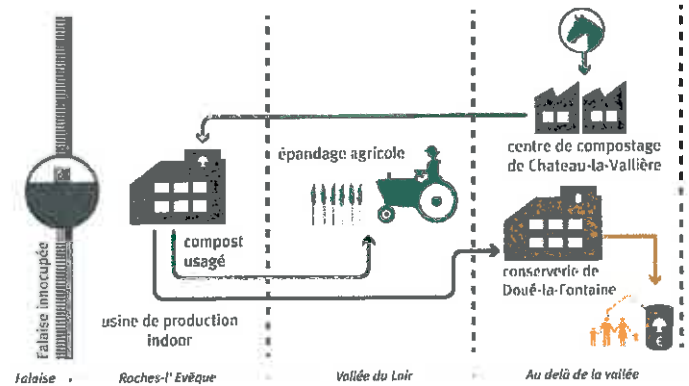 centre de compostage
de Chateau-la-Vallière
épandage agricole
compost
usagé
conserverie de
Doué-la-Fontaine
€
usine de production
indoor
Falaise innocupée
Falaise
Roches-l'Evêque
Vallée du Loir
Au delà de la vallée